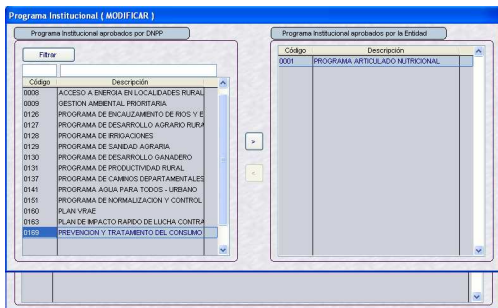 Programa Institucional ( MODIFICAR )
Programa Institucional aprobados por DNPP
Filtrar
Código Descripción
0008 ACCESO A ENERGIA EN LOCALIDADES RURAL
0009 GESTION AMBIENTAL PRIORITARIA
0126 PROGRAMA DE ENCAUZAMIENTO DE RIOS Y E
0127 PROGRAMA DE DESARROLLO AGRARIO RURA
0128 PROGRAMA DE IRRIGACIONES
0129 PROGRAMA DE SANIDAD AGRARIA
0130 PROGRAMA DE DESARROLLO GANADERO
0131 PROGRAMA DE PRODUCTIVIDAD RURAL
0138 PROGRAMA DE CAMINOS DEPARTAMENTALES
0141 PROGRAMA AGUA PARA TODOS - URBANO
0151 PROGRAMA DE NORMALIZACION Y CONTROL
0160 PLAN VRAE
0163 PLAN DE IMPACTO RAPIDO DE LUCHA CONTRA
0169 PREVENCION Y TRATAMIENTO DEL CONSUMO
>
<
Programa Institucional aprobados por la Entidad
Código Descripción
0001 PROGRAMA ARTICULADO NUTRICIONAL